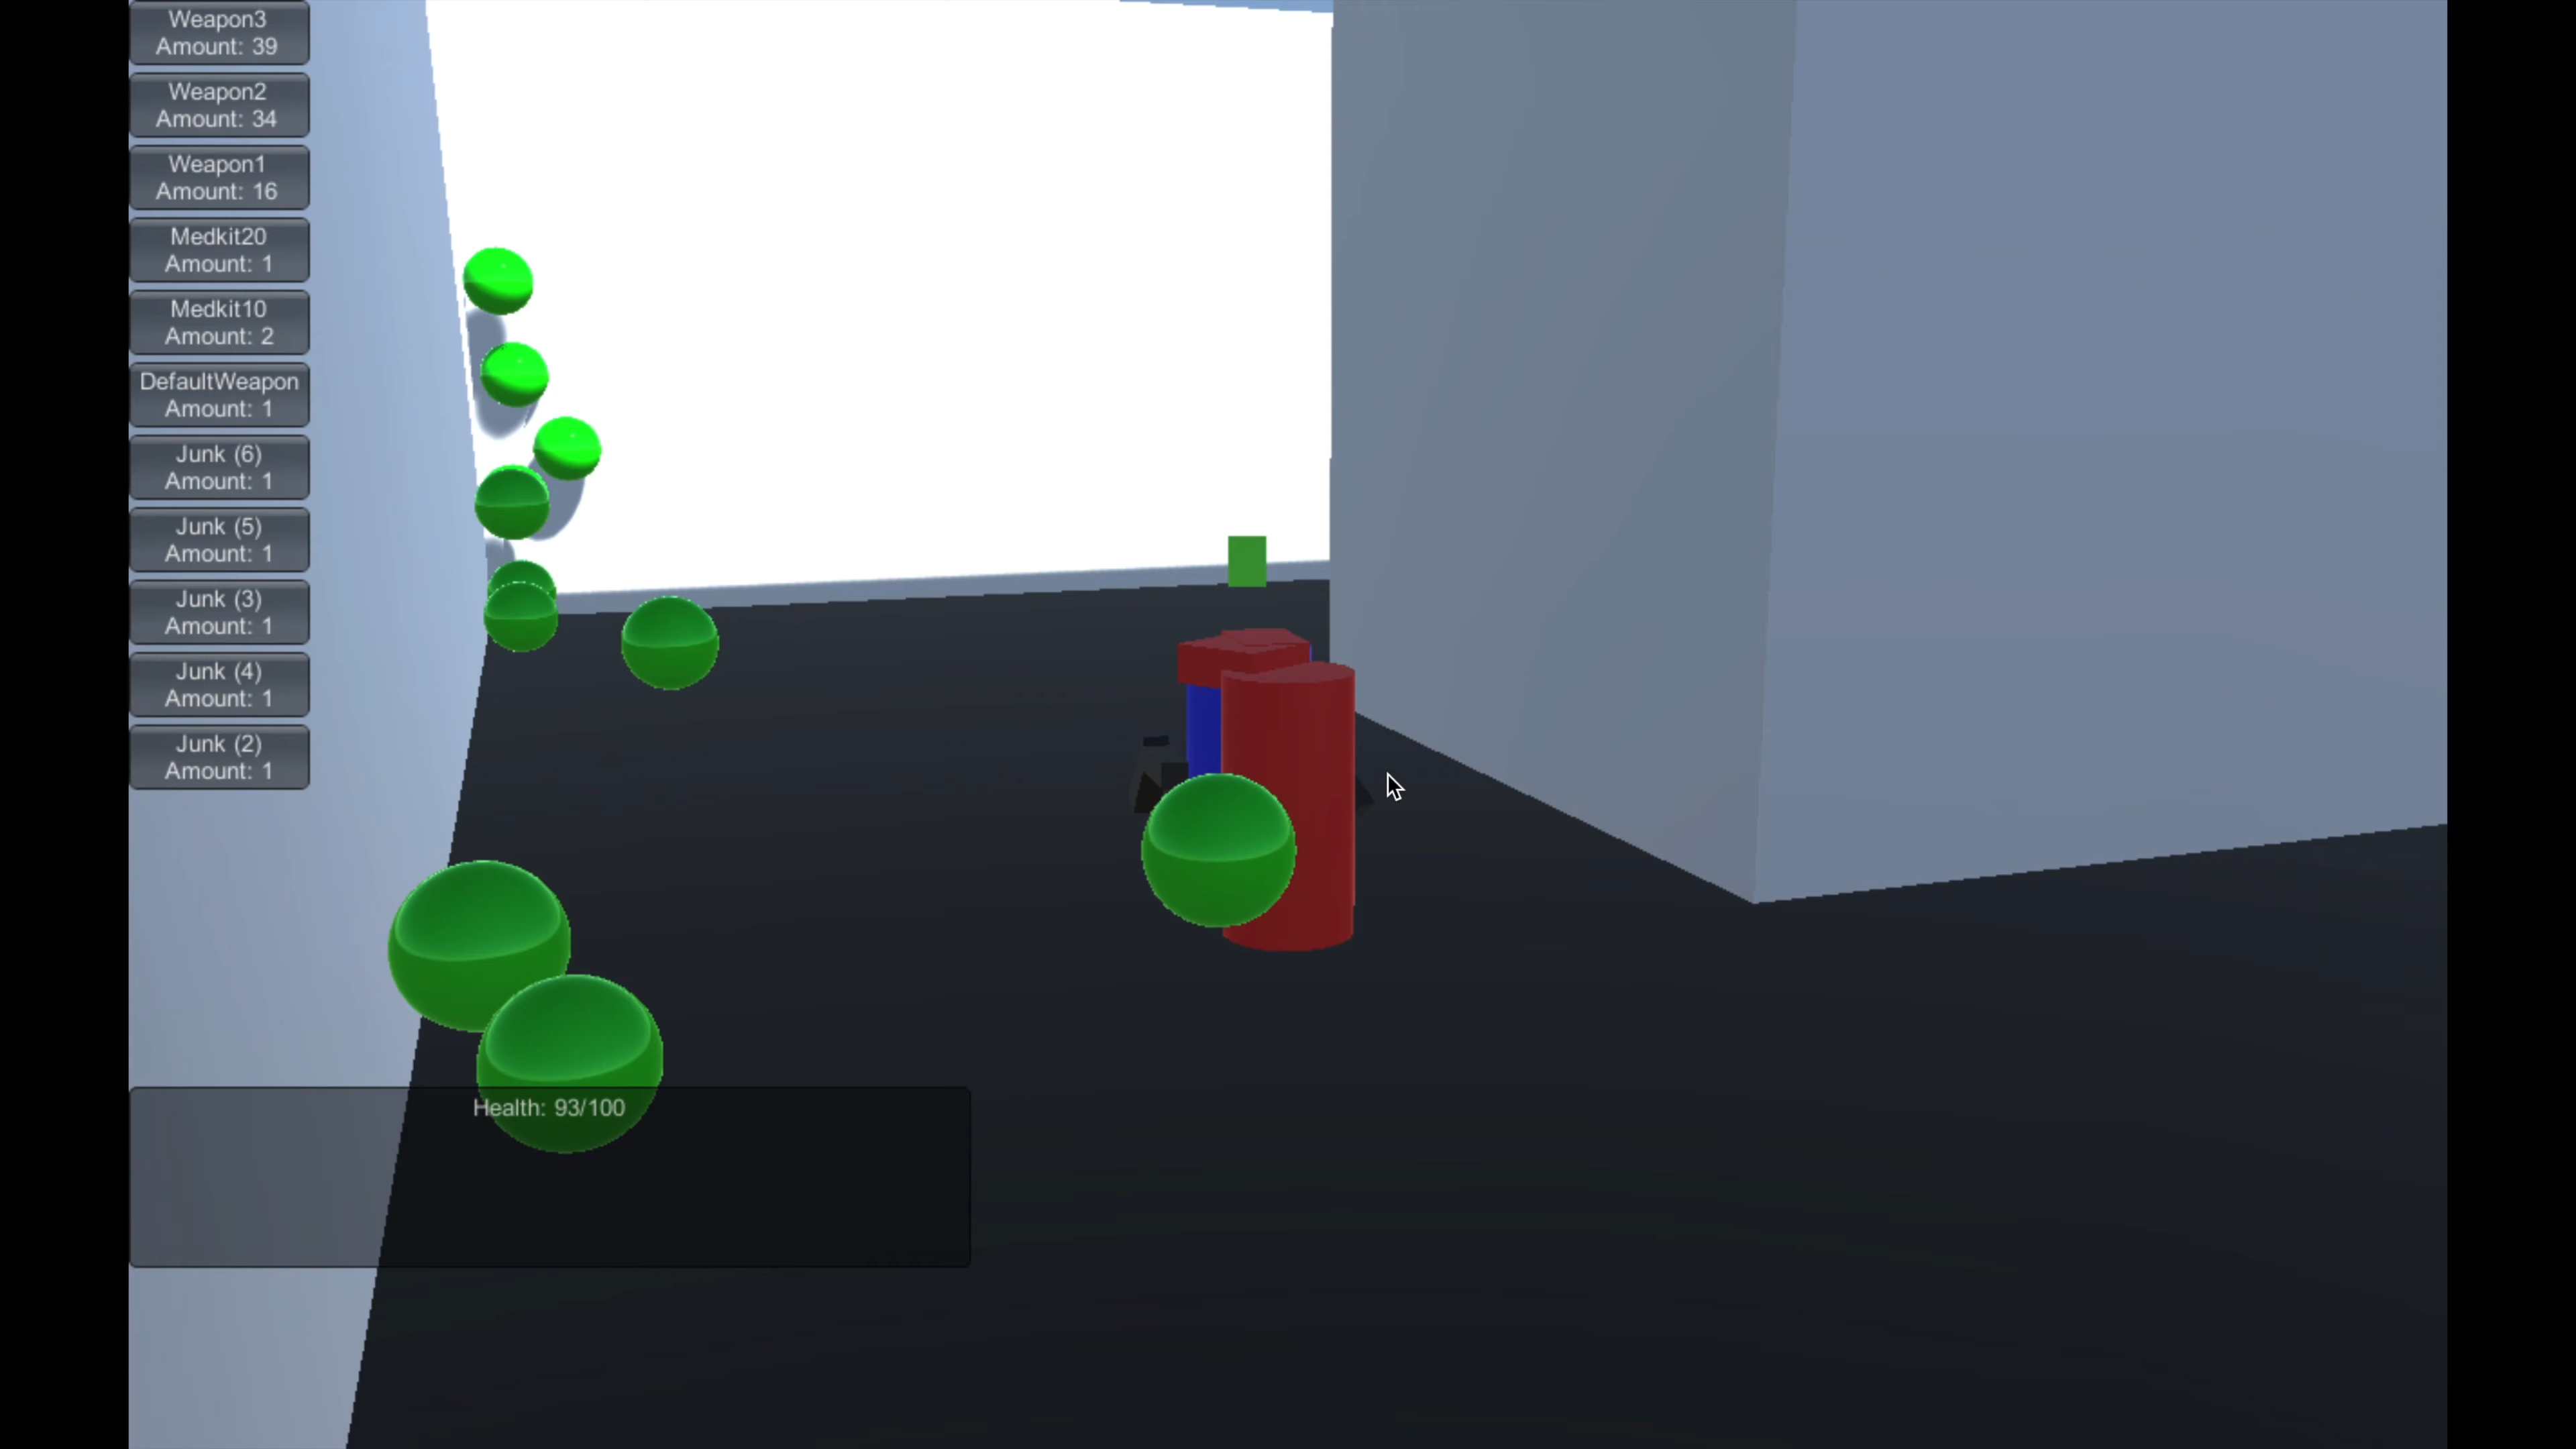 Weapon3
Amount: 39
Weapon2
Amount: 34
Weapon1
Amount: 16
Medkit20
Amount: 1
Medkit10
Amount: 2
DefaultWeapon
Amount: 1
Junk (6)
Amount: 1
Junk (5)
Amount: 1
Junk (3)
Amount: 1
Junk (4)
Amount: 1
Junk (2)
Amount: 1
Health: 93/100